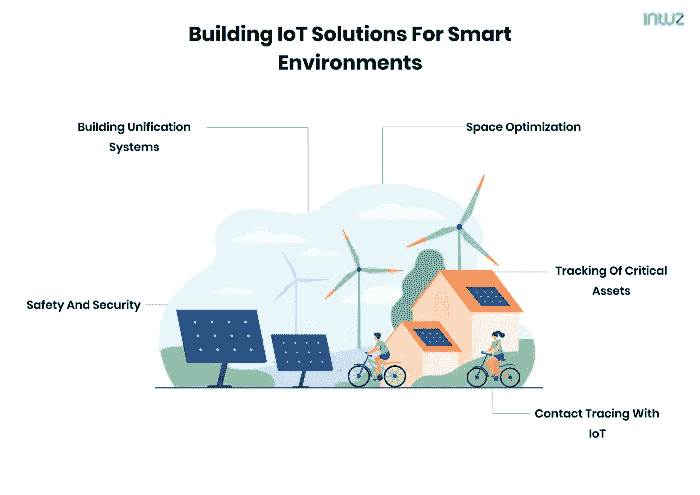 INTUZ
Building IoT Solutions For Smart
Environments
Building Unification
Systems
Space Optimization
Tracking Of Critical
Assets
Safety And Security
Contact Tracing With
IoT